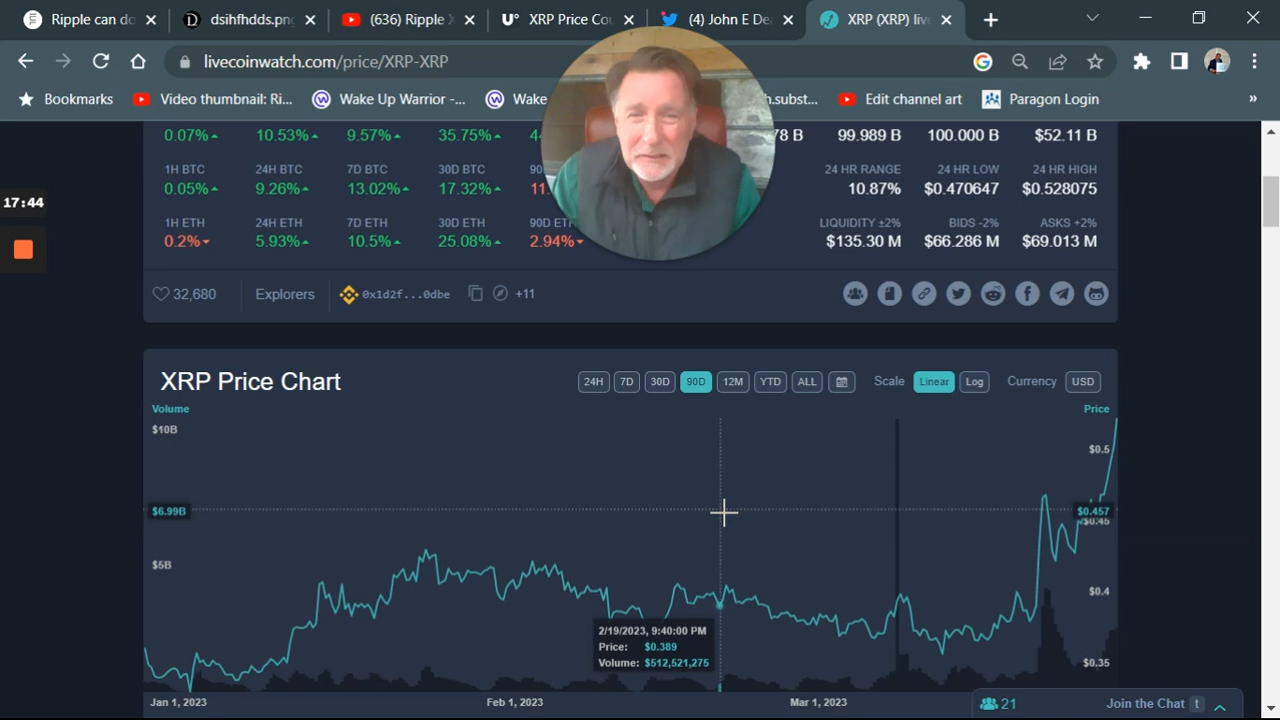 Ripple can do
dsihfhdds.png
(636) Ripple X
XRP Price Cou
(4) John E De
XRP (XRP) live
livecoinwatch.com/price/XRP-XRP
Bookmarks
Video thumbnail: Ri...
Wake Up Warrior -...
Wake
h.subst...
Edit channel art
Paragon Login
»
0.07% 10.53% 9.57% 35.75% 78 B 99.989 B 100.000 B $52.11 B
1H BTC 24H BTC 7D BTC 30D BTC 24 HR RANGE 24 HR LOW 24 HR HIGH
0.05% 9.26% 13.02% 17.32% 10.87% $0.470647 $0.528075
1H ETH 24H ETH 7D ETH 30D ETH 90D ETH LIQUIDITY ±2% BIDS -2% ASKS +2%
0.2% 5.93% 10.5% 25.08% 2.94% $135.30 M $66.286 M $69.013 M
17:44
32,680 Explorers 0x1d2f...0dbe +11
XRP Price Chart
24H 7D 30D 90D 12M YTD ALL Scale Linear Log Currency USD
Volume Price
$10B
$0.5
$6.99B $0.457
$0.45
$5B
$0.4
2/19/2023, 9:40:00 PM
Price: $0.389
Volume: $512,521,275
$0.35
Jan 1, 2023 Feb 1, 2023 Mar 1, 2023
21 Join the Chat t